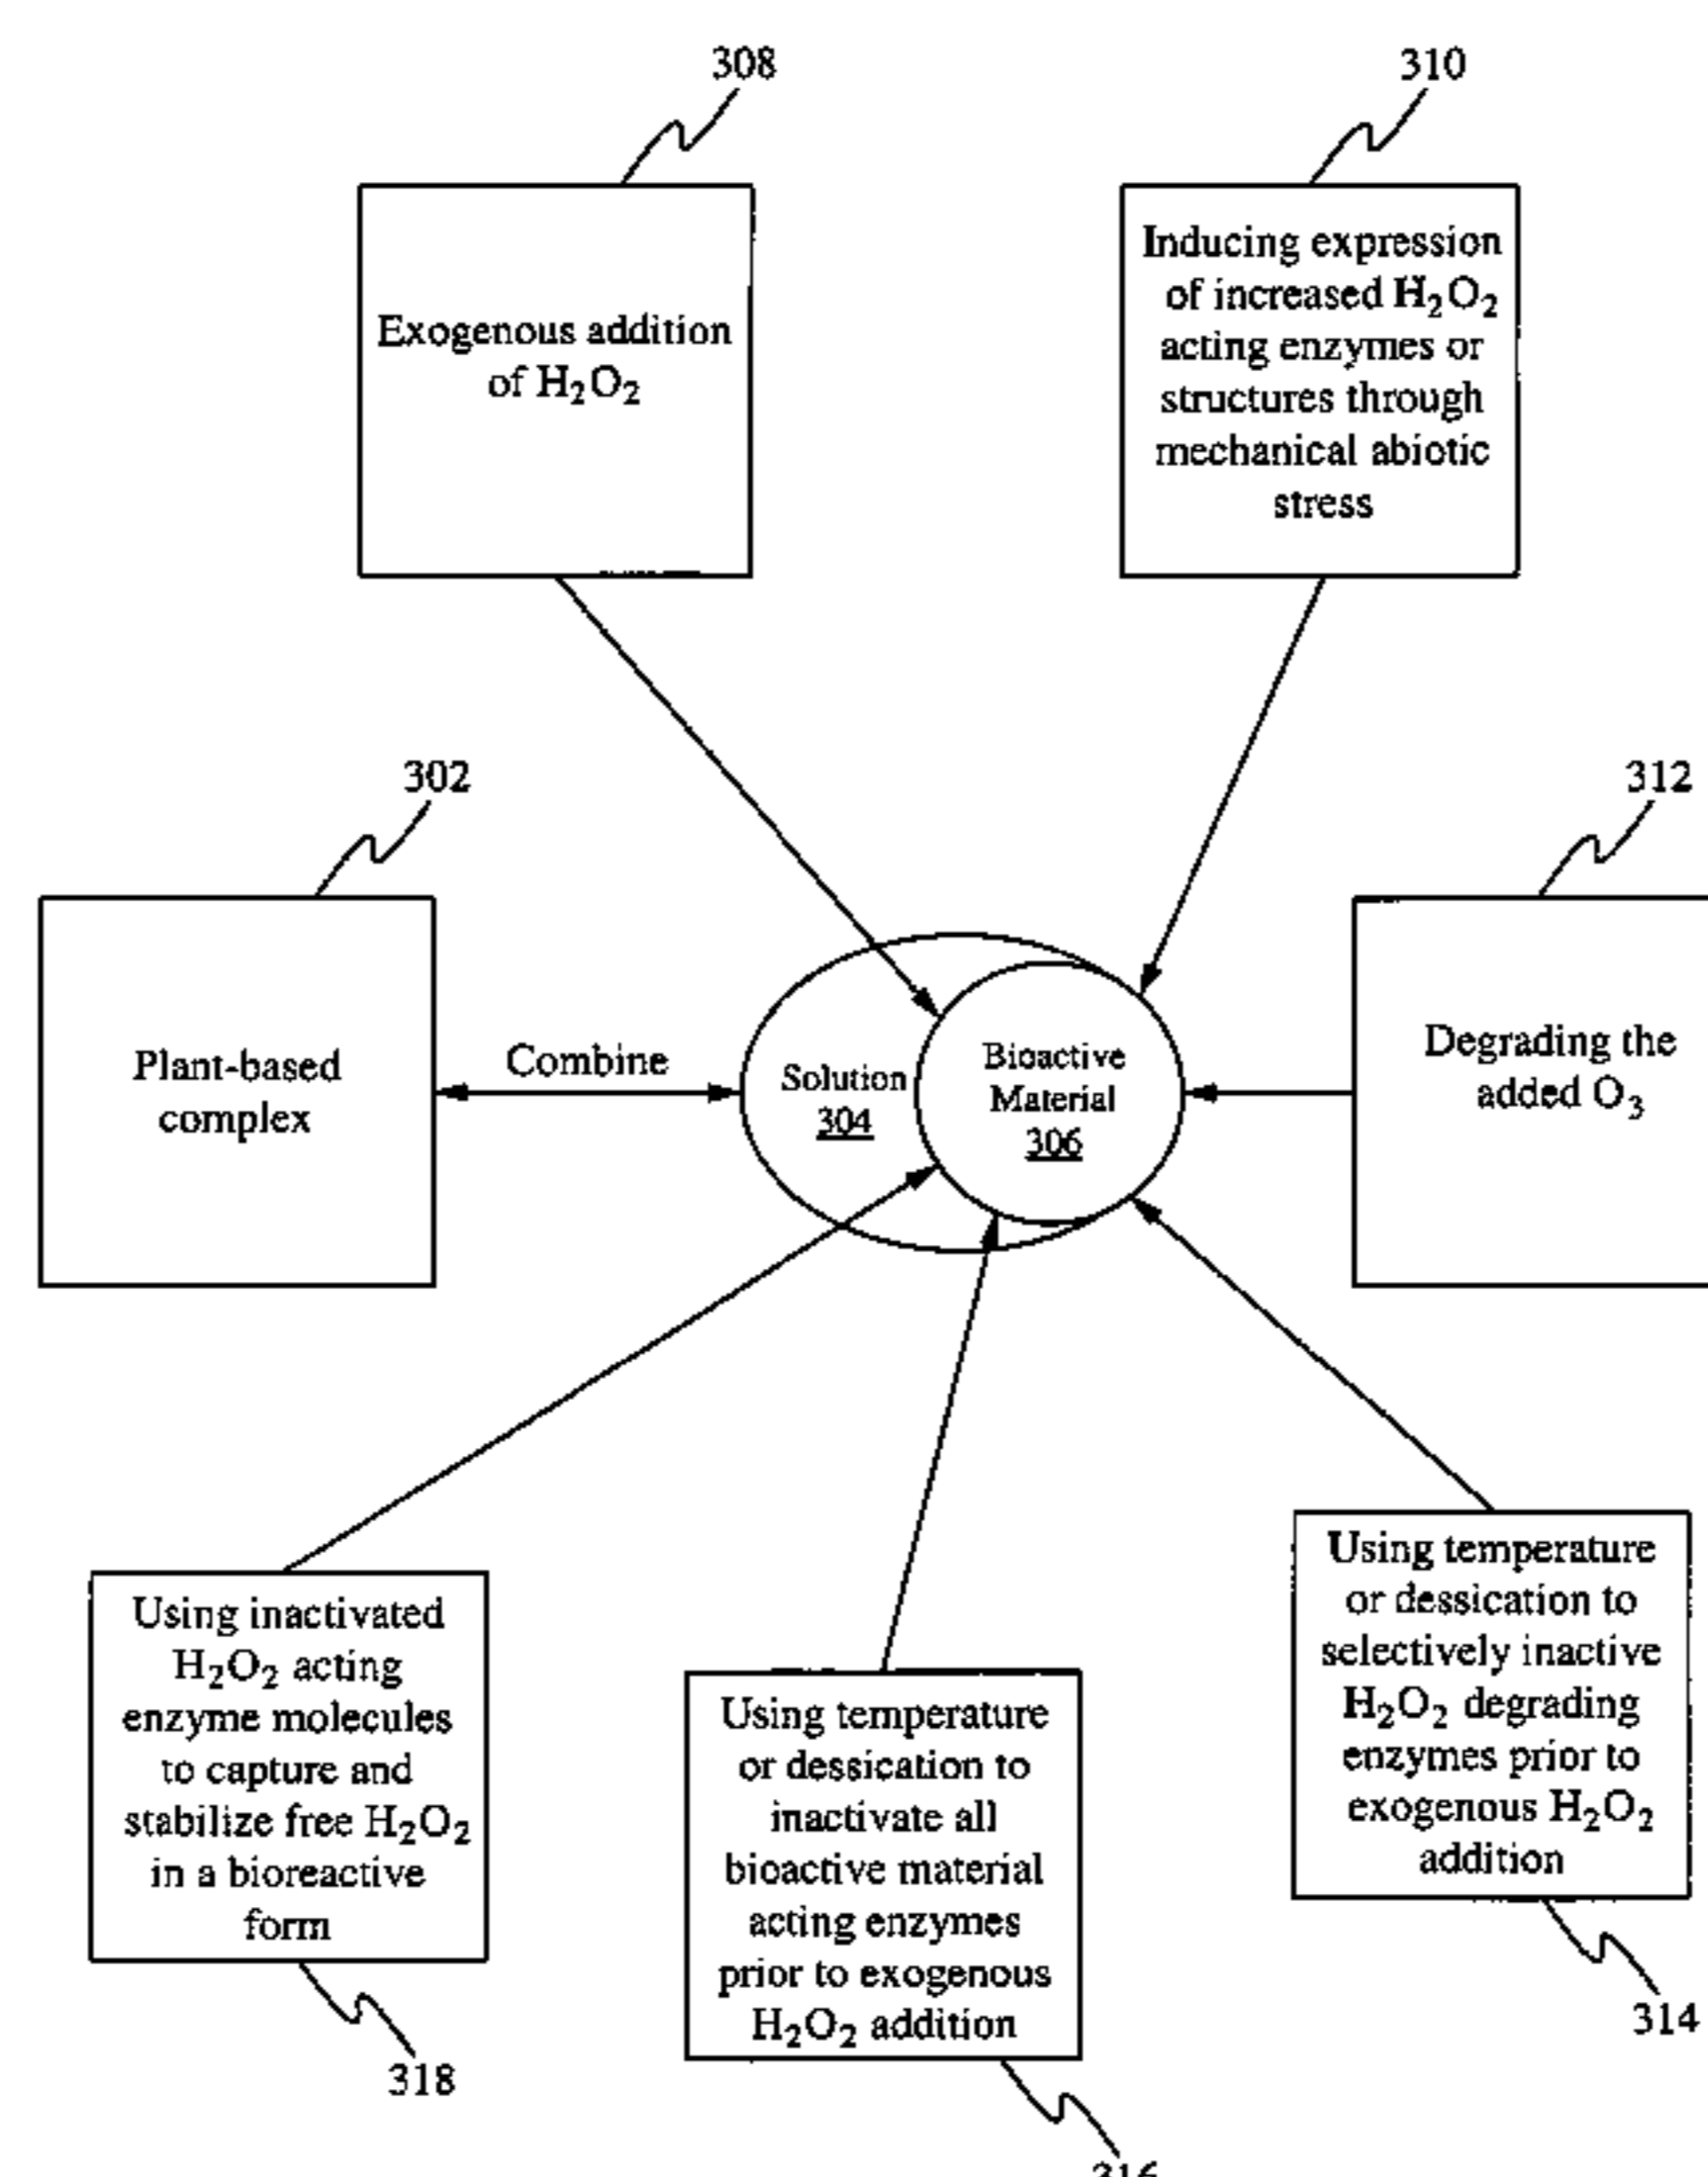 308
310
Exogenous addition
of H₂O₂
Inducing expression
of increased H₂O₂
acting enzymes or
structures through
mechanical abiotic
stress
302
312
Plant-based
complex
Combine
Solution
304
Bioactive
Material
306
Degrading the
added O₃
Using inactivated
H₂O₂ acting
enzyme molecules
to capture and
stabilize free H₂O₂
in a bioreactive
form
318
Using temperature
or dessication to
inactivate all
bioactive material
acting enzymes
prior to exogenous
H₂O₂ addition
316
Using temperature
or dessication to
selectively inactive
H₂O₂ degrading
enzymes prior to
exogenous H₂O₂
addition
314